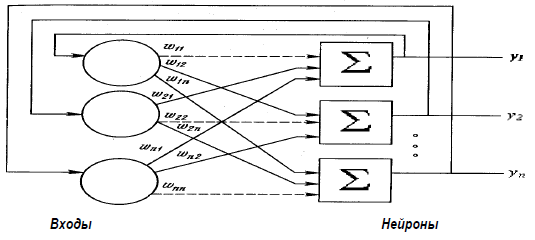 w11
w12
w1n
Σ
y1
w21
w22
w2n
Σ
y2
wn1
wn2
wnn
Σ
yn
Входы
Нейроны